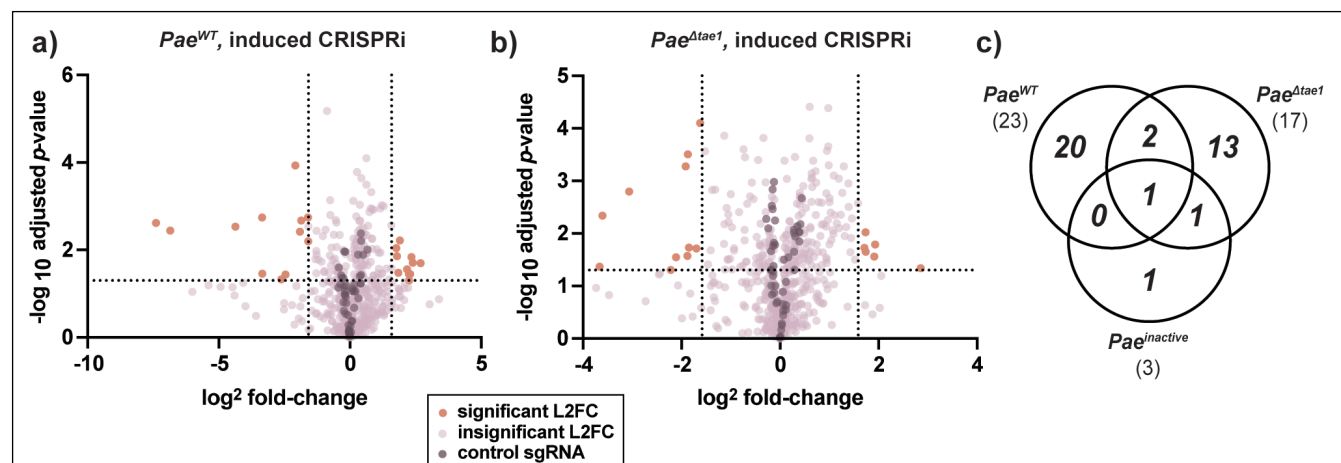 a)
Pae^WT, induced CRISPRi
6
4
2
0
-10
-5
0
5
-log 10 adjusted p-value
log² fold-change
b)
Pae^Δtae1, induced CRISPRi
5
4
3
2
1
0
-4
-2
0
2
4
-log 10 adjusted p-value
log² fold-change
significant L2FC
insignificant L2FC
control sgRNA
c)
Pae^WT
(23)
Pae^Δtae1
(17)
20
2
13
1
0
1
1
Pae^inactive
(3)